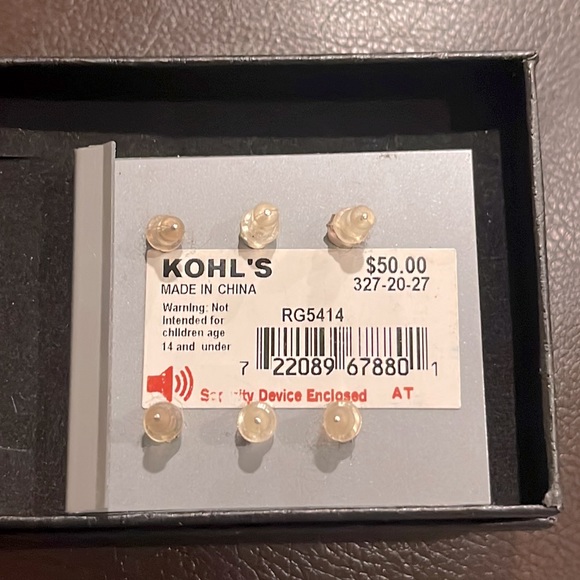 KOHL'S $50.00
MADE IN CHINA 327-20-27
Warning: Not
Intended for
children age
14 and under
RG5414
7 22089 67880 1
Device Enclosed AT